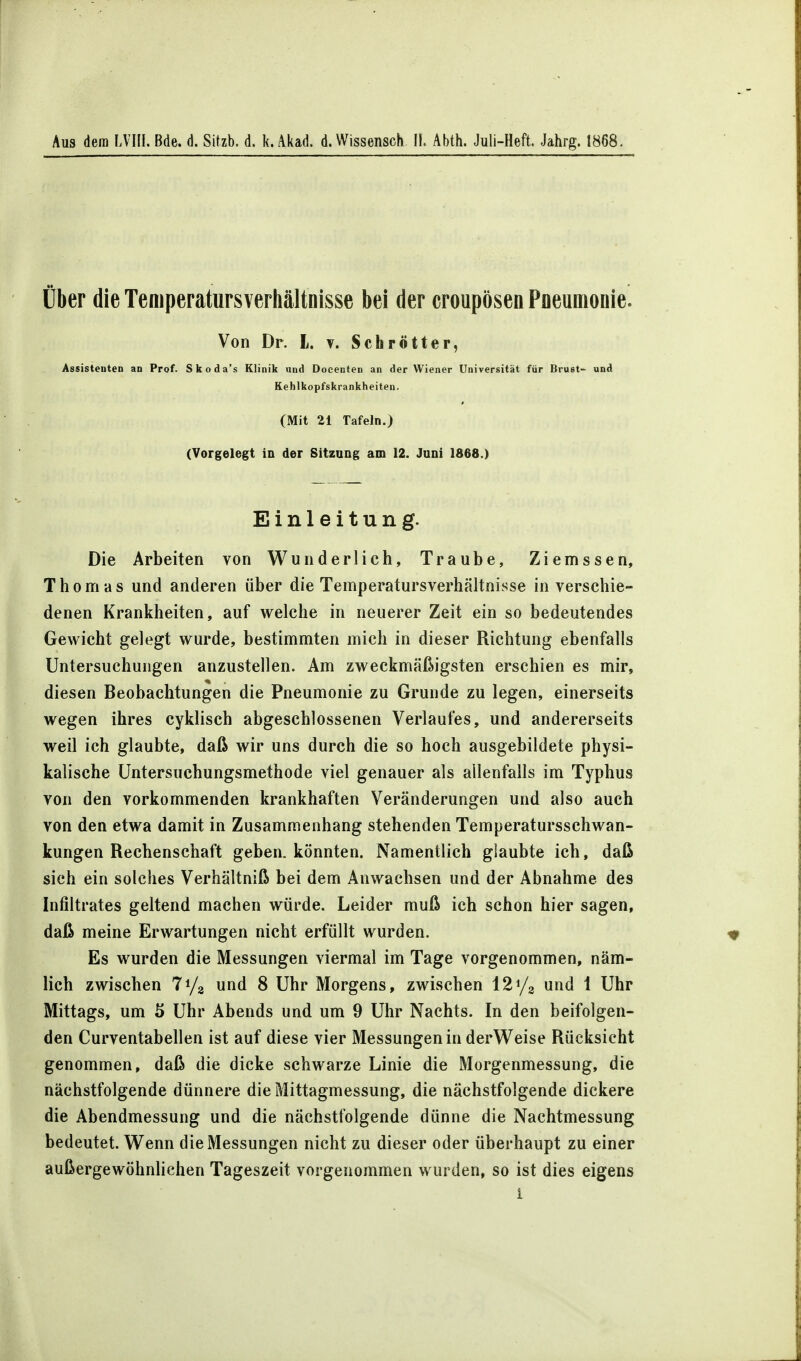 Aus dem LVIII. Bde. d. Sitzb. d. k. Akad. d. Wissensch. II. Abth. Juli-Heft. Jahrg. 1868.
Über die Temperatursverhältnisse bei der croupösen Pneumonie.
Von Dr. L. v. Schrötter,
Assistenten an Prof. Skoda's Klinik und Docenten an der Wiener Universität für Brust- und
Kehlkopfskrankheiten.
(Mit 21 Tafeln.)
(Vorgelegt in der Sitzung am 12. Juni 1868.)
Einleitung.
Die Arbeiten von Wunderlich, Traube, Ziemssen,
Thomas und anderen über die Temperatursverhältnisse in verschie-
denen Krankheiten, auf welche in neuerer Zeit ein so bedeutendes
Gewicht gelegt wurde, bestimmten mich in dieser Richtung ebenfalls
Untersuchungen anzustellen. Am zweckmäßigsten erschien es mir,
diesen Beobachtungen die Pneumonie zu Grunde zu legen, einerseits
wegen ihres cyklisch abgeschlossenen Verlaufes, und andererseits
weil ich glaubte, daß wir uns durch die so hoch ausgebildete physi-
kalische Untersuchungsmethode viel genauer als allenfalls im Typhus
von den vorkommenden krankhaften Veränderungen und also auch
von den etwa damit in Zusammenhang stehenden Temperatursschwan-
kungen Rechenschaft geben. könnten. Namentlich glaubte ich, daß
sich ein solches Verhältniß bei dem Anwachsen und der Abnahme des
Infiltrates geltend machen würde. Leider muß ich schon hier sagen,
daß meine Erwartungen nicht erfüllt wurden.
Es wurden die Messungen viermal im Tage vorgenommen, näm-
lich zwischen 7½ und 8 Uhr Morgens, zwischen 12½ und 1 Uhr
Mittags, um 5 Uhr Abends und um 9 Uhr Nachts. In den beifolgen-
den Curventabellen ist auf diese vier Messungen in der Weise Rücksicht
genommen, daß die dicke schwarze Linie die Morgenmessung, die
nächstfolgende dünnere die Mittagmessung, die nächstfolgende dickere
die Abendmessung und die nächstfolgende dünne die Nachtmessung
bedeutet. Wenn die Messungen nicht zu dieser oder überhaupt zu einer
außergewöhnlichen Tageszeit vorgenommen wurden, so ist dies eigens
1